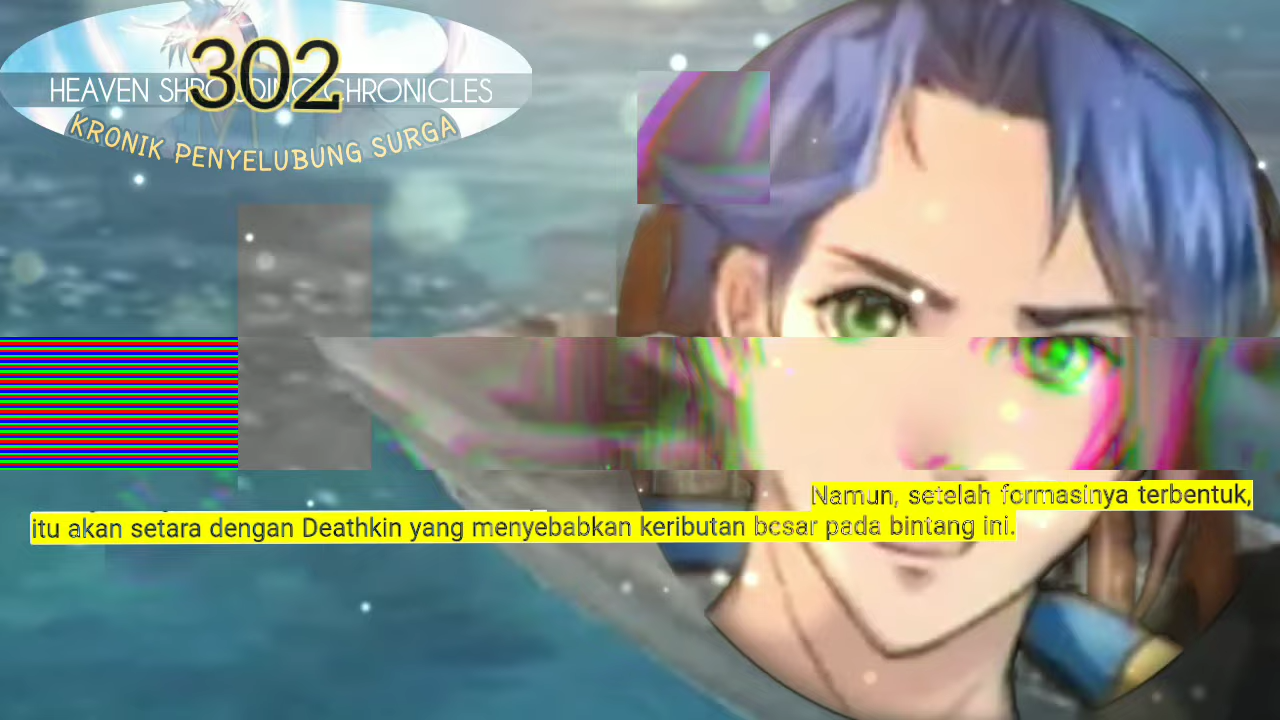 302
HEAVEN SHROUDING CHRONICLES
KRONIK PENYELUBUNG SURGA
Namun, setelah formasinya terbentuk,
itu akan setara dengan Deathkin yang menyebabkan keributan besar pada bintang ini.